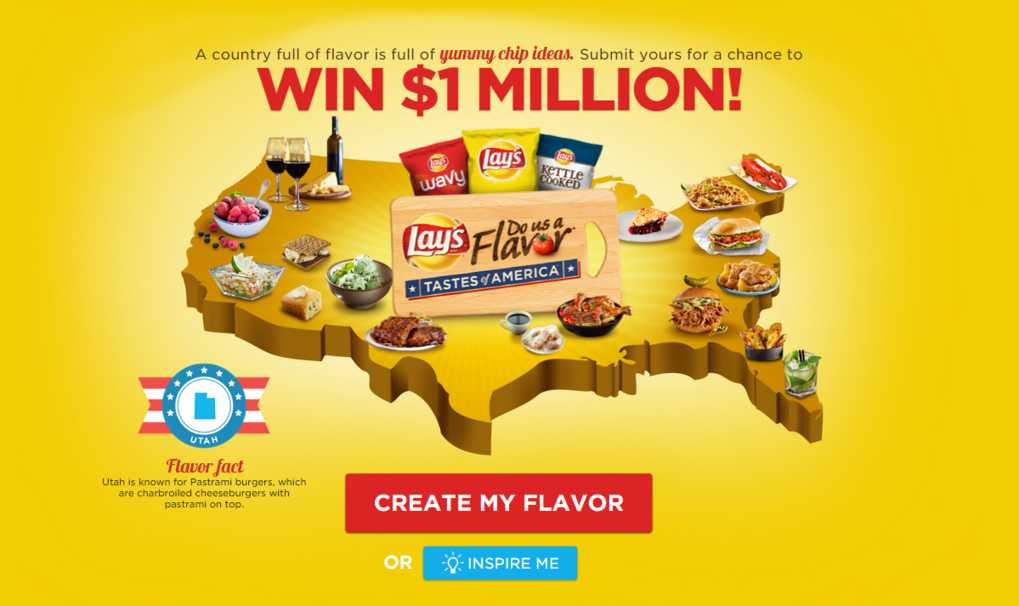 A country full of flavor is full of yummy chip ideas. Submit yours for a chance to
WIN $1 MILLION!
Lay's
wavy
Lay's
Lay's
KETTLE
COOKED
Lay's
Do us a
Flavor
TASTES of AMERICA
UTAH
Flavor fact
Utah is known for Pastrami burgers, which
are charbroiled cheeseburgers with
pastrami on top.
CREATE MY FLAVOR
OR
INSPIRE ME